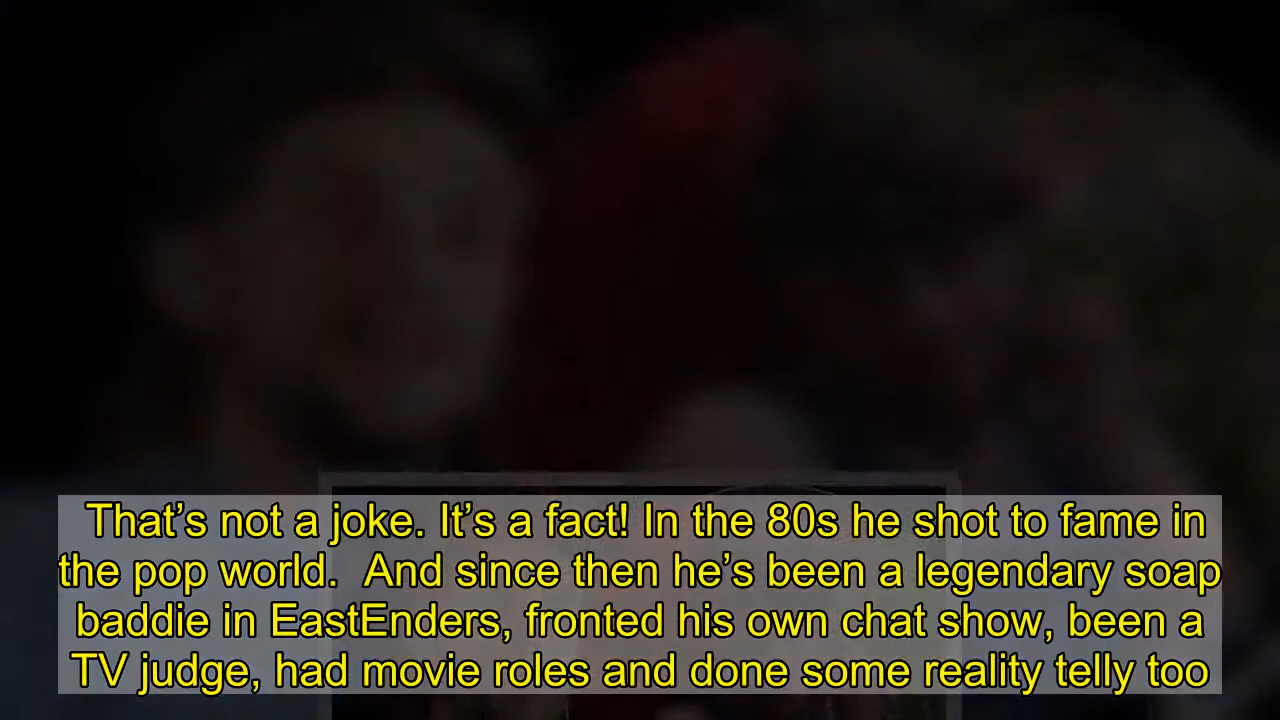 That’s not a joke. It’s a fact! In the 80s he shot to fame in
the pop world.  And since then he’s been a legendary soap
baddie in EastEnders, fronted his own chat show, been a
TV judge, had movie roles and done some reality telly too